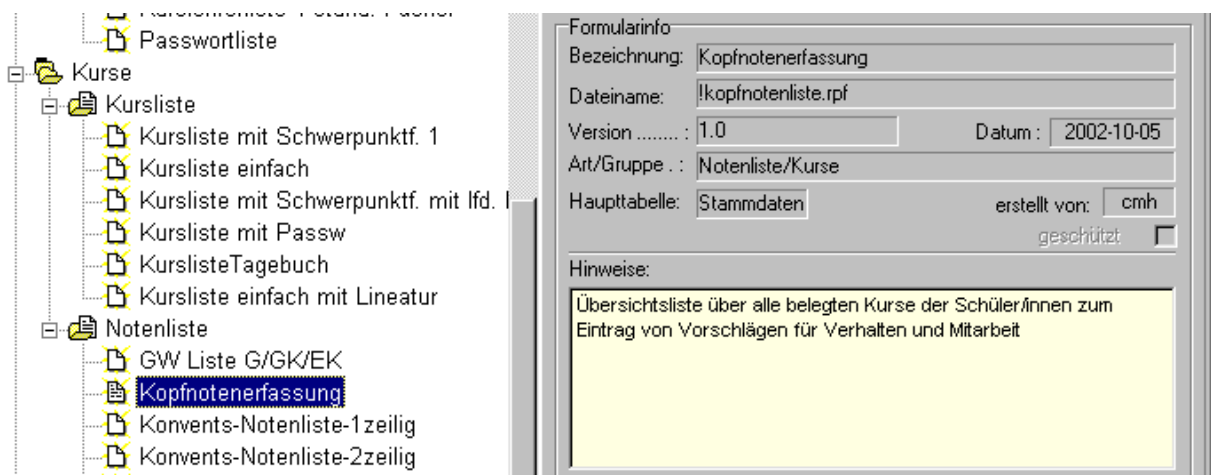 Passwortliste
Kurse
Kursliste
Kursliste mit Schwerpunktf. 1
Kursliste einfach
Kursliste mit Schwerpunktf. mit lfd.
Kursliste mit Passw
KurslisteTagebuch
Kursliste einfach mit Lineatur
Notenliste
GW Liste G/GK/EK
Kopfnotenerfassung
Konvents-Notenliste-1zeilig
Konvents-Notenliste-2zeilig
Formularinfo
Bezeichnung: Kopfnotenerfassung
Dateiname: !kopfnotenliste.rpf
Version ........ : 1.0 Datum : 2002-10-05
Art/Gruppe . : Notenliste/Kurse
Haupttabelle: Stammdaten erstellt von: cmh
geschützt
Hinweise:
Übersichtsliste über alle belegten Kurse der Schüler/innen zum
Eintrag von Vorschlägen für Verhalten und Mitarbeit